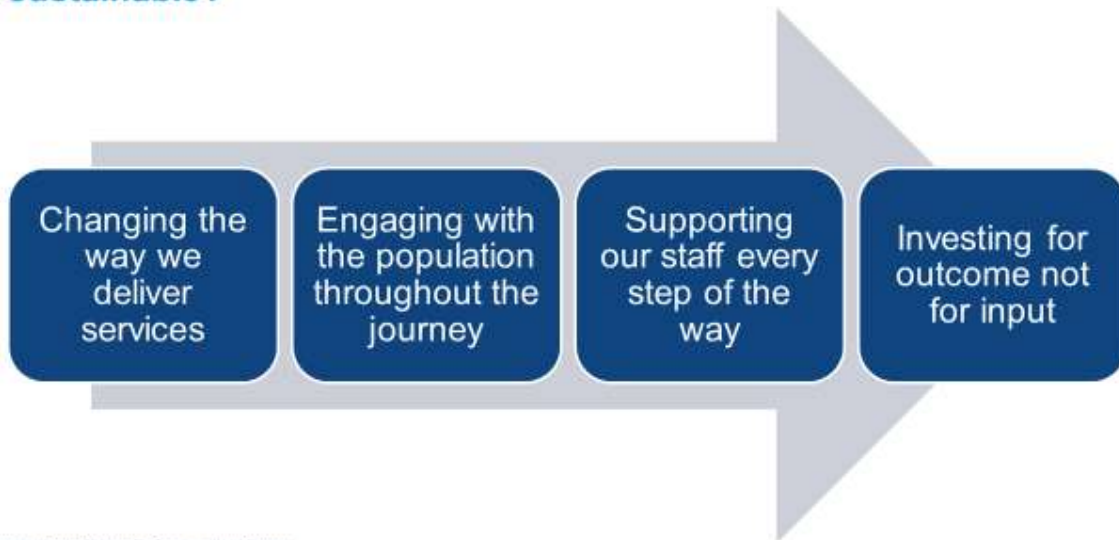 Changing the
way we
deliver
services
Engaging with
the population
throughout the
journey
Supporting
our staff every
step of the
way
Investing for
outcome not
for input